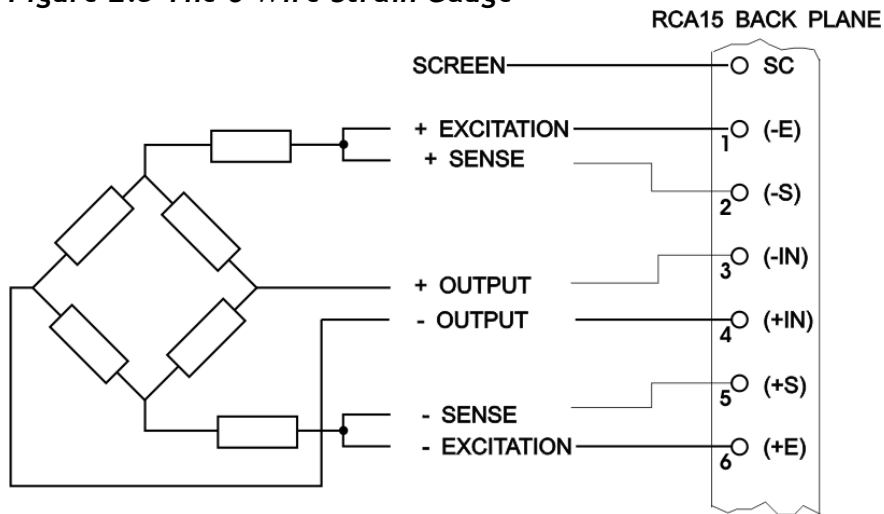 Figure 2.3 The 6 Wire Strain Gauge
RCA15 BACK PLANE
SCREEN SC
+ EXCITATION 1 (-E)
+ SENSE 2 (-S)
3 (-IN)
+ OUTPUT
- OUTPUT 4 (+IN)
5 (+S)
- SENSE
- EXCITATION 6 (+E)